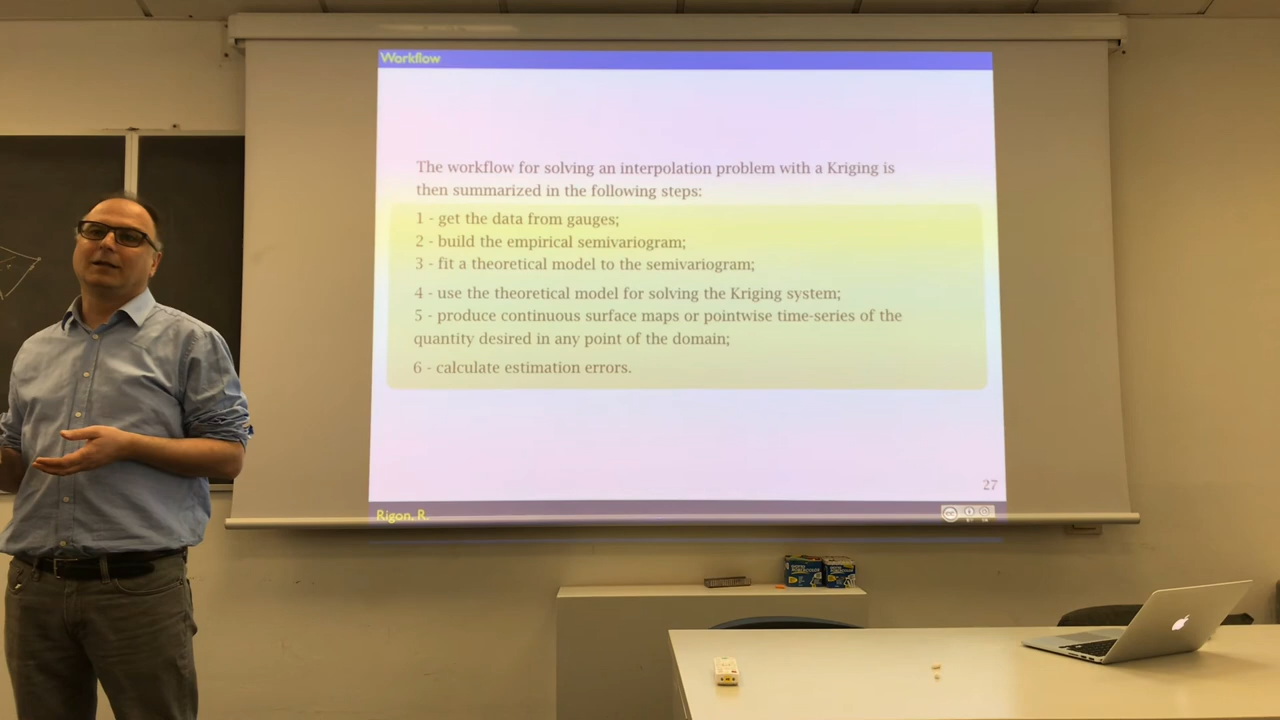 Workflow
The workflow for solving an interpolation problem with a Kriging is
then summarized in the following steps:
1 - get the data from gauges;
2 - build the empirical semivariogram;
3 - fit a theoretical model to the semivariogram;
4 - use the theoretical model for solving the Kriging system;
5 - produce continuous surface maps or pointwise time-series of the
quantity desired in any point of the domain;
6 - calculate estimation errors.
27
Rigon, R.
cc